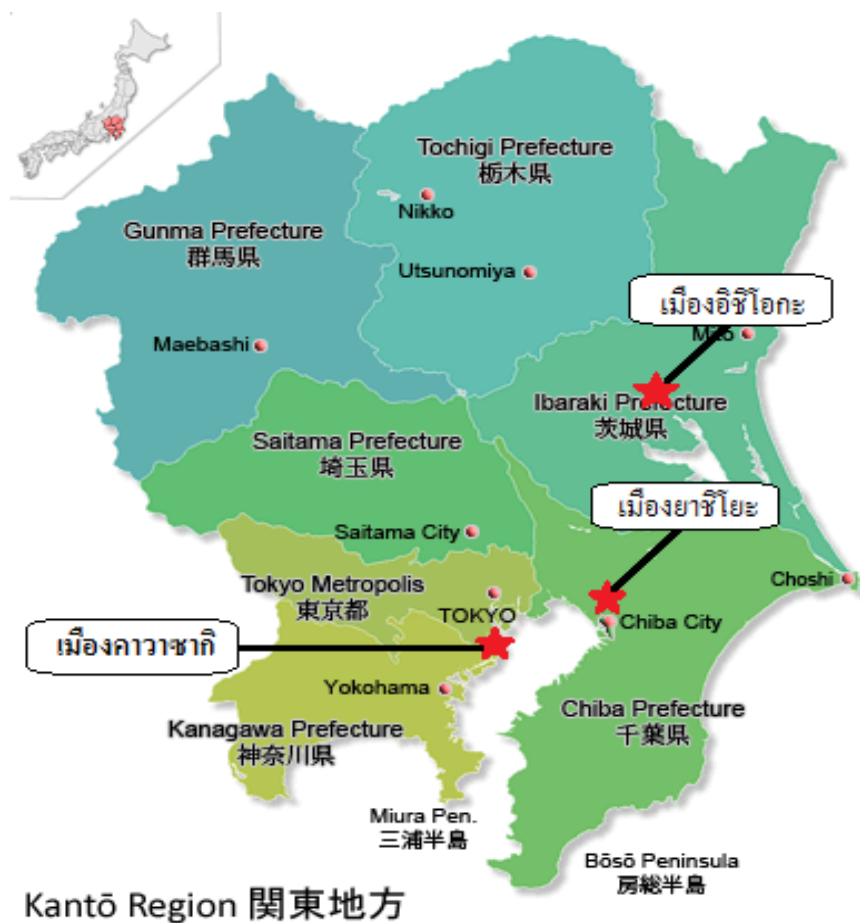 Tochigi Prefecture
栃木県
Nikko
Gunma Prefecture
群馬県
Utsunomiya
เมืองอิชิโอกะ
Mito
Maebashi
Ibaraki Prefecture
茨城県
Saitama Prefecture
埼玉県
เมืองยาชิโยะ
Saitama City
Choshi
Tokyo Metropolis
東京都
TOKYO
Chiba City
เมืองคาวาซากิ
Yokohama
Chiba Prefecture
千葉県
Kanagawa Prefecture
神奈川県
Miura Pen.
三浦半島
Bōsō Peninsula
房総半島
Kantō Region 関東地方